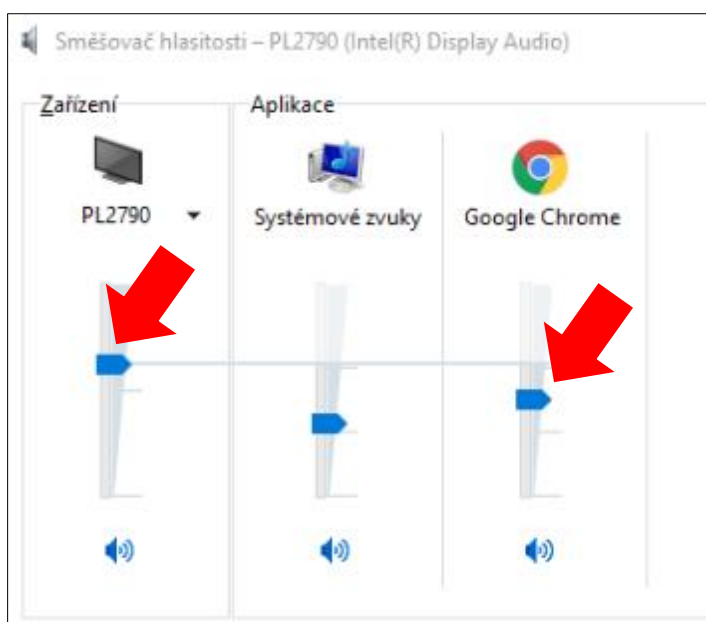 Směšovač hlasitosti – PL2790 (Intel(R) Display Audio)
Zařízení
Aplikace
PL2790
Systémové zvuky
Google Chrome